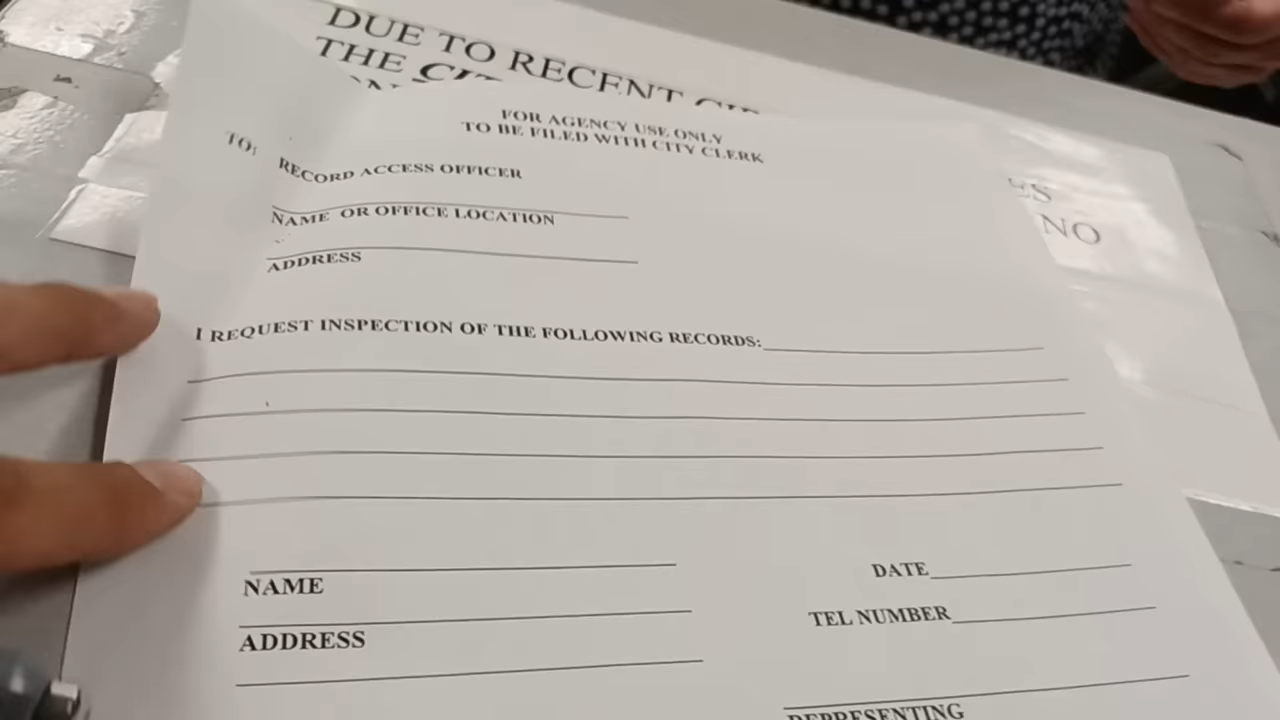 DUE TO RECENT
THE
FOR AGENCY USE ONLY
TO BE FILED WITH CITY CLERK
TO:
RECORD ACCESS OFFICER
NAME OR OFFICE LOCATION
ADDRESS
NO
I REQUEST INSPECTION OF THE FOLLOWING RECORDS:
NAME
DATE
ADDRESS
TEL NUMBER
REPRESENTING